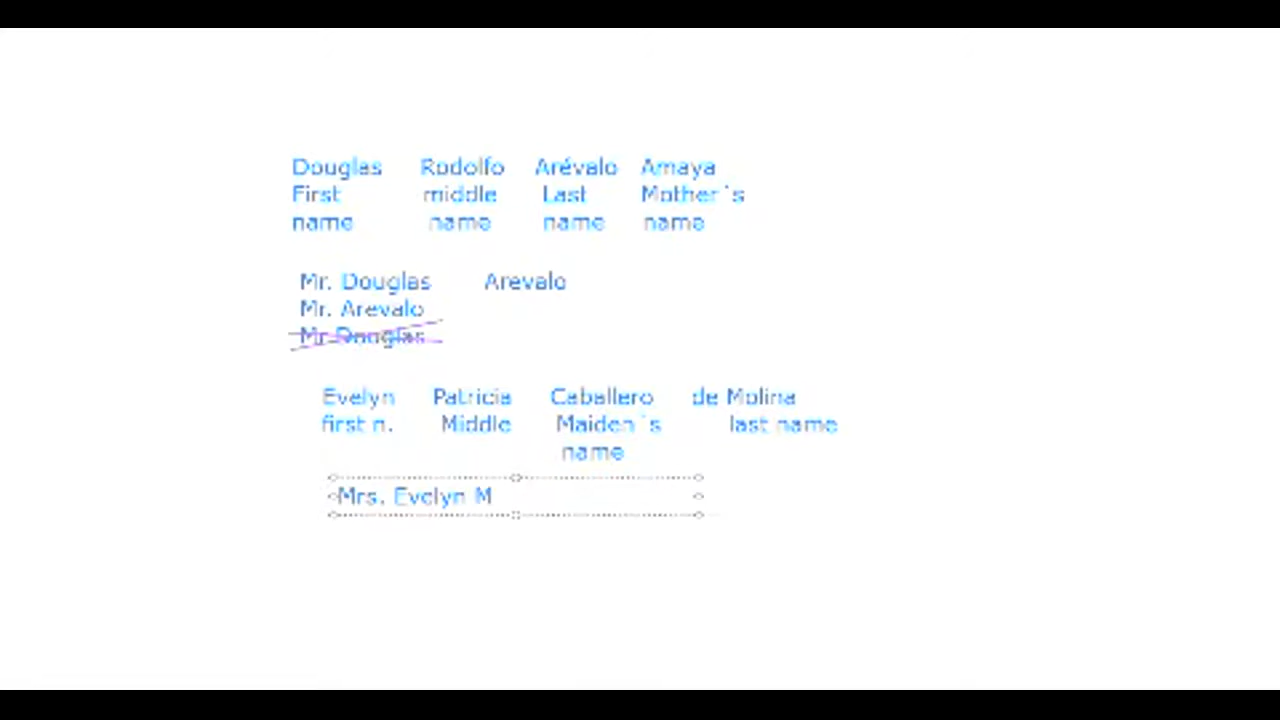 Douglas Rodolfo Arévalo Amaya
First middle Last Mother´s
name name name name
Mr. Douglas Arevalo
Mr. Arevalo
Mr Douglas
Evelyn Patricia Caballero de Molina
first n. Middle Maiden´s last name
name
Mrs. Evelyn M